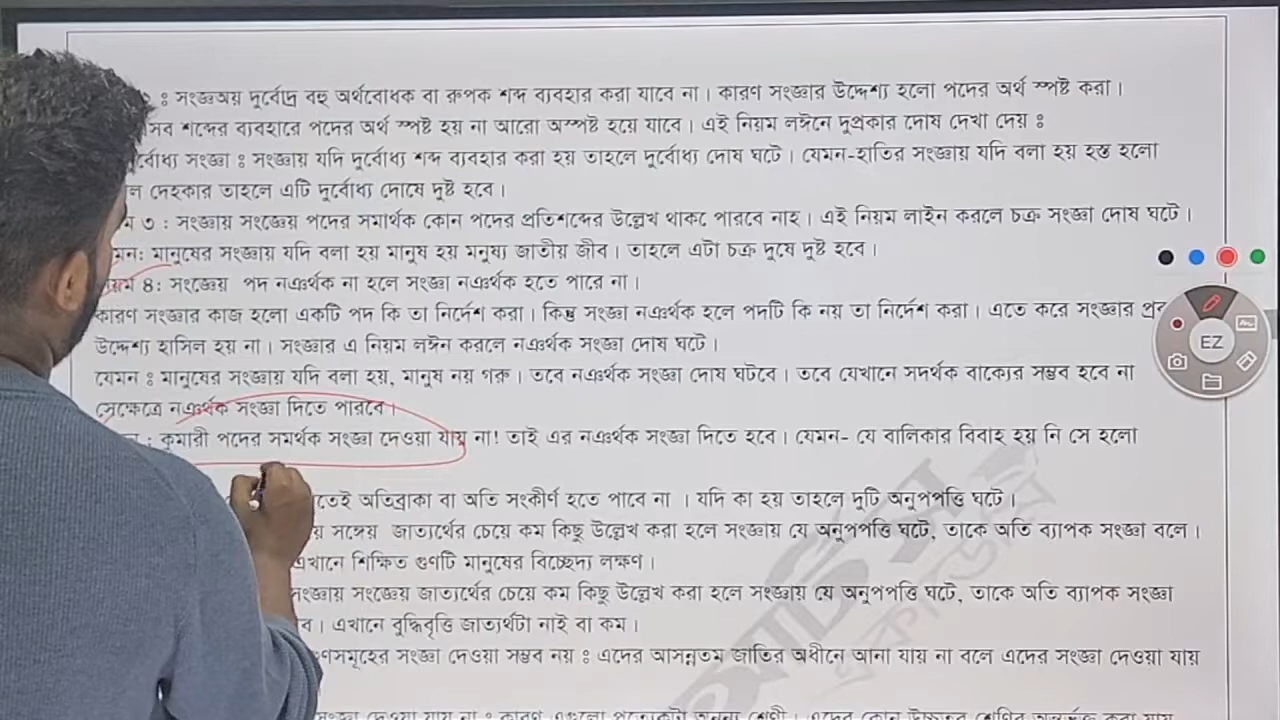 ঃ সংজ্ঞঅয় দুর্বোদ্র বহু অর্থবোধক বা রুপক শব্দ ব্যবহার করা যাবে না। কারণ সংজ্ঞার উদ্দেশ্য হলো পদের অর্থ স্পষ্ট করা।
সব শব্দের ব্যবহারে পদের অর্থ স্পষ্ট হয় না আরো অস্পষ্ট হয়ে যাবে। এই নিয়ম লঙ্গনে দুপ্রকার দোষ দেখা দেয় ঃ
র্বোধ্য সংজ্ঞা ঃ সংজ্ঞায় যদি দুর্বোধ্য শব্দ ব্যবহার করা হয় তাহলে দুর্বোধ্য দোষ ঘটে। যেমন-হাতির সংজ্ঞায় যদি বলা হয় হস্ত হলো
ল দেহকার তাহলে এটি দুর্বোধ্য দোষে দুষ্ট হবে।
ম ৩ : সংজ্ঞায় সংজ্ঞেয় পদের সমার্থক কোন পদের প্রতিশব্দের উল্লেখ থাকতে পারবে নাহ। এই নিয়ম লাইন করলে চক্র সংজ্ঞা দোষ ঘটে।
মন: মানুষের সংজ্ঞায় যদি বলা হয় মানুষ হয় মনুষ্য জাতীয় জীব। তাহলে এটা চক্র দুষে দুষ্ট হবে।
য়ম ৪: সংজ্ঞেয় পদ নঞর্থক না হলে সংজ্ঞা নঞর্থক হতে পারে না।
কারণ সংজ্ঞার কাজ হলো একটি পদ কি তা নির্দেশ করা। কিন্তু সংজ্ঞা নঞর্থক হলে পদটি কি নয় তা নির্দেশ করা। এতে করে সংজ্ঞার
উদ্দেশ্য হাসিল হয় না। সংজ্ঞার এ নিয়ম লঙ্গন করলে নঞর্থক সংজ্ঞা দোষ ঘটে।
যেমন ঃ মানুষের সংজ্ঞায় যদি বলা হয়, মানুষ নয় গরু। তবে নঞর্থক সংজ্ঞা দোষ ঘটবে। তবে যেখানে সদর্থক বাক্যের সম্ভব হবে না
সেক্ষেত্রে নঞর্থক সংজ্ঞা দিতে পারবে।
: কুমারী পদের সমর্থক সংজ্ঞা দেওয়া যায় না! তাই এর নঞর্থক সংজ্ঞা দিতে হবে। যেমন- যে বালিকার বিবাহ হয় নি সে হলো
তেই অতিব্রাকা বা অতি সংকীর্ণ হতে পাবে না । যদি কা হয় তাহলে দুটি অনুপপত্তি ঘটে।
য় সঙ্গেয় জাত্যর্থের চেয়ে কম কিছু উল্লেখ করা হলে সংজ্ঞায় যে অনুপপত্তি ঘটে, তাকে অতি ব্যাপক সংজ্ঞা বলে।
এখানে শিক্ষিত গুণটি মানুষের বিচ্ছেদ্য লক্ষণ।
সংজ্ঞায় সংজ্ঞেয় জাত্যর্থের চেয়ে কম কিছু উল্লেখ করা হলে সংজ্ঞায় যে অনুপপত্তি ঘটে, তাকে অতি ব্যাপক সংজ্ঞা
ব। এখানে বুদ্ধিবৃত্তি জাত্যর্থটা নাই বা কম।
ণসমূহের সংজ্ঞা দেওয়া সম্ভব নয় ঃ এদের আসন্নতম জাতির অধীনে আনা যায় না বলে এদের সংজ্ঞা দেওয়া যায়
EZ